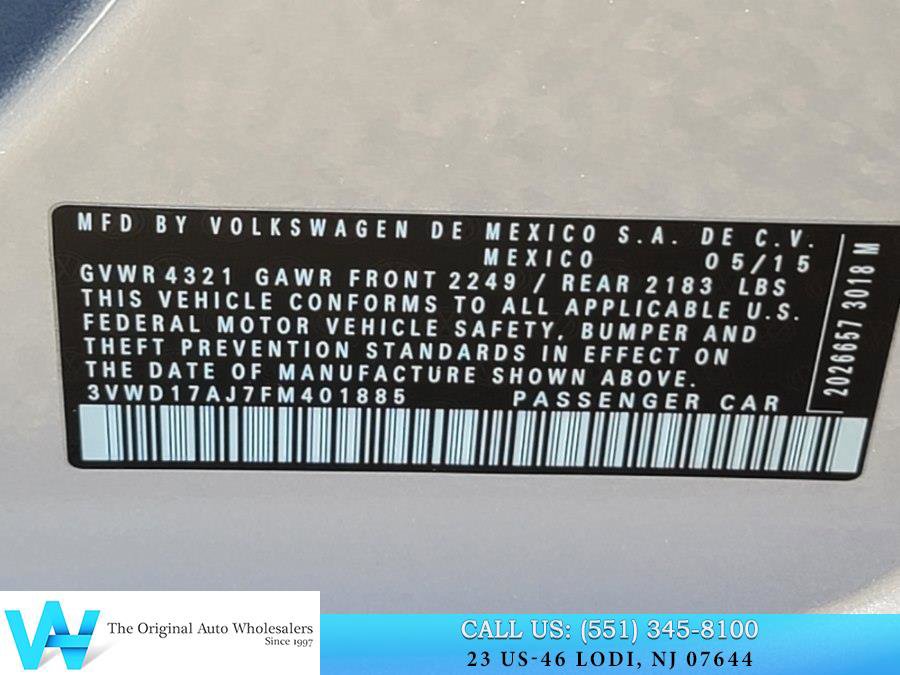 MFD BY VOLKSWAGEN DE MEXICO S.A. DE C.V.
MEXICO 05/15
GVWR 4321 GAWR FRONT 2249 / REAR 2183 LBS
THIS VEHICLE CONFORMS TO ALL APPLICABLE U.S.
FEDERAL MOTOR VEHICLE SAFETY, BUMPER AND
THEFT PREVENTION STANDARDS IN EFFECT ON
THE DATE OF MANUFACTURE SHOWN ABOVE.
3VWD17AJ7FM401885 PASSENGER CAR
2026657 3018 M
The Original Auto Wholesalers
Since 1997
CALL US: (551) 345-8100
23 US-46 LODI, NJ 07644